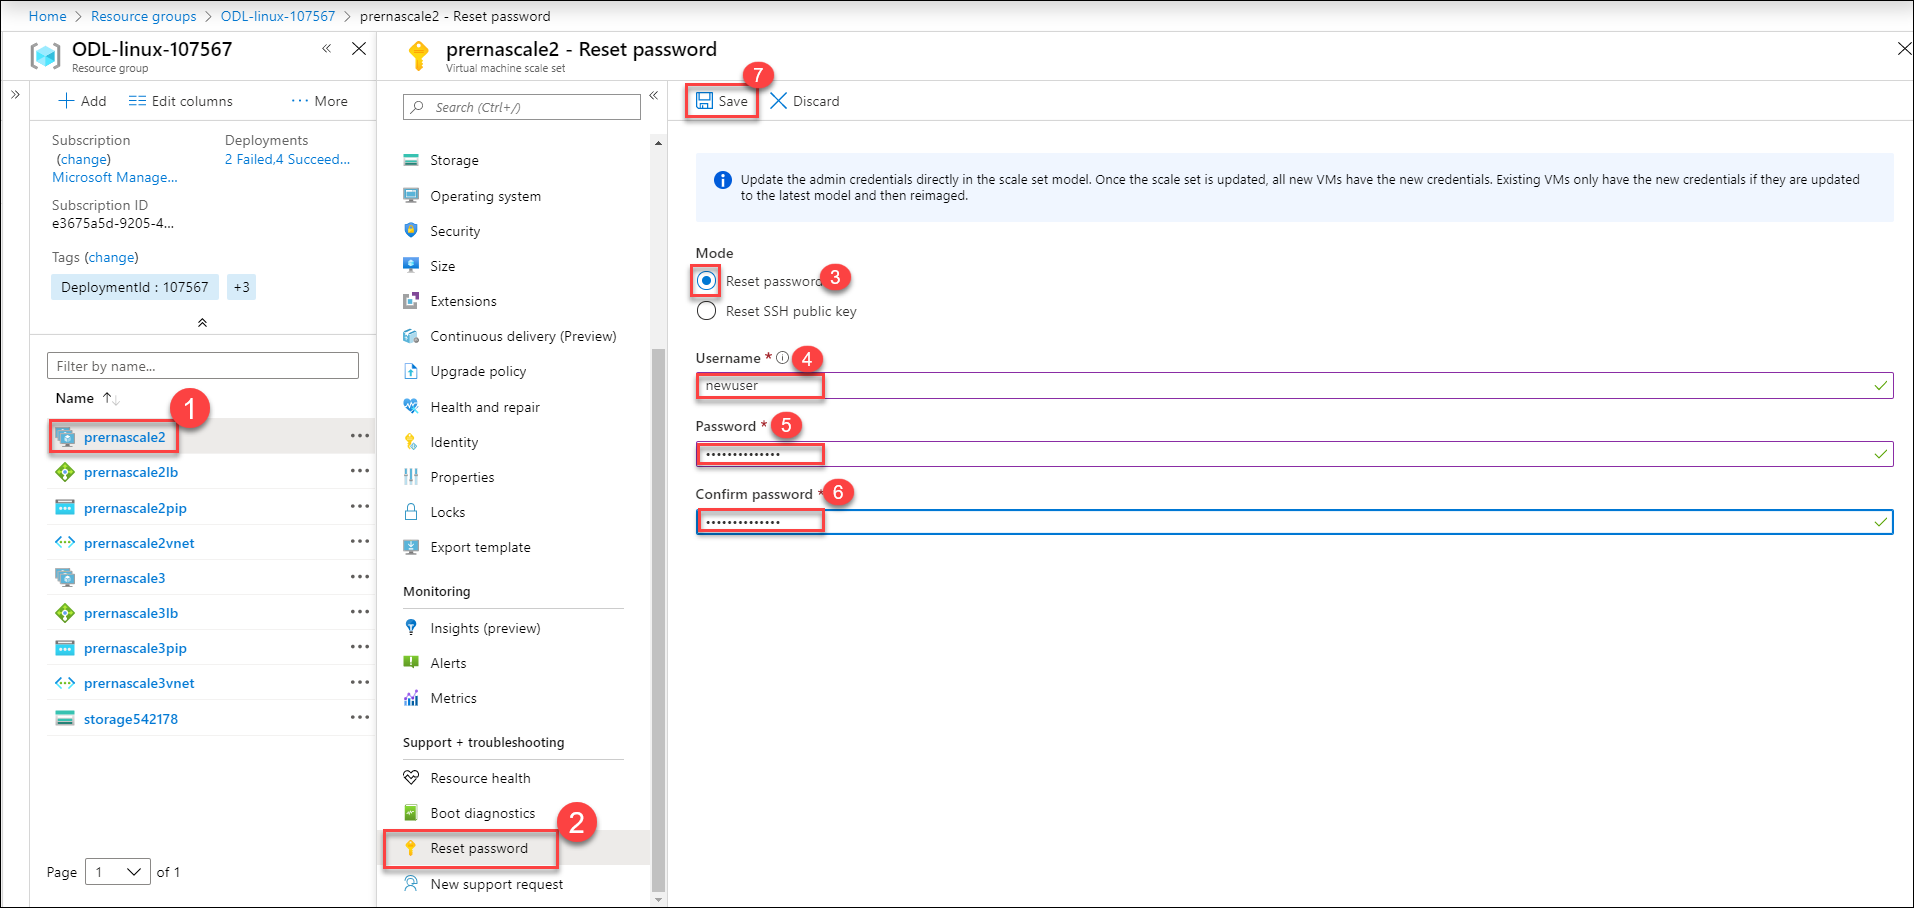 Home > Resource groups > ODL-linux-107567 > prernascale2 - Reset password
ODL-linux-107567
Resource group
Add
Edit columns
More
Subscription
(change)
Microsoft Manage...
Deployments
2 Failed,4 Succeed...
Subscription ID
e3675a5d-9205-4...
Tags (change)
DeploymentId : 107567
+3
Filter by name...
Name
1
prernascale2
prernascale2lb
prernascale2pip
prernascale2vnet
prernascale3
prernascale3lb
prernascale3pip
prernascale3vnet
storage542178
Page 1 of 1
prernascale2 - Reset password
Virtual machine scale set
Search (Ctrl+/)
Storage
Operating system
Security
Size
Extensions
Continuous delivery (Preview)
Upgrade policy
Health and repair
Identity
Properties
Locks
Export template
Monitoring
Insights (preview)
Alerts
Metrics
Support + troubleshooting
Resource health
Boot diagnostics
2
Reset password
New support request
7
Save
Discard
Update the admin credentials directly in the scale set model. Once the scale set is updated, all new VMs have the new credentials. Existing VMs only have the new credentials if they are updated
to the latest model and then reimaged.
Mode
Reset password 3
Reset SSH public key
Username * 4
newuser
Password * 5
••••••••••••••
Confirm password * 6
••••••••••••••